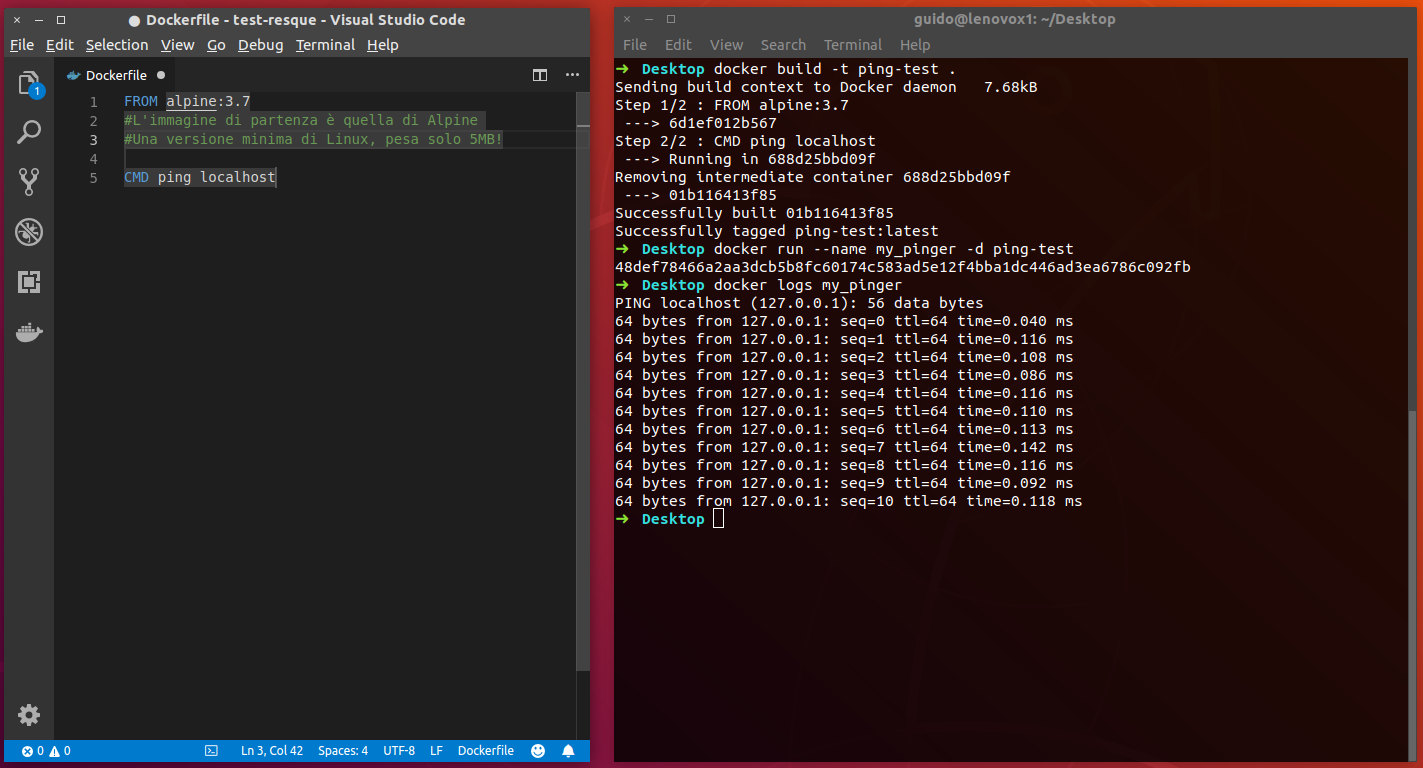 Dockerfile - test-resque - Visual Studio Code
File Edit Selection View Go Debug Terminal Help
Dockerfile
1
1 FROM alpine:3.7
2 #L'immagine di partenza è quella di Alpine
3 #Una versione minima di Linux, pesa solo 5MB!
4
5 CMD ping localhost
0 0 Ln 3, Col 42 Spaces: 4 UTF-8 LF Dockerfile
guido@lenovox1: ~/Desktop
File Edit View Search Terminal Help
➜ Desktop docker build -t ping-test .
Sending build context to Docker daemon 7.68kB
Step 1/2 : FROM alpine:3.7
---> 6d1ef012b567
Step 2/2 : CMD ping localhost
---> Running in 688d25bbd09f
Removing intermediate container 688d25bbd09f
---> 01b116413f85
Successfully built 01b116413f85
Successfully tagged ping-test:latest
➜ Desktop docker run --name my_pinger -d ping-test
48def78466a2aa3dcb5b8fc60174c583ad5e12f4bba1dc446ad3ea6786c092fb
➜ Desktop docker logs my_pinger
PING localhost (127.0.0.1): 56 data bytes
64 bytes from 127.0.0.1: seq=0 ttl=64 time=0.040 ms
64 bytes from 127.0.0.1: seq=1 ttl=64 time=0.116 ms
64 bytes from 127.0.0.1: seq=2 ttl=64 time=0.108 ms
64 bytes from 127.0.0.1: seq=3 ttl=64 time=0.086 ms
64 bytes from 127.0.0.1: seq=4 ttl=64 time=0.116 ms
64 bytes from 127.0.0.1: seq=5 ttl=64 time=0.110 ms
64 bytes from 127.0.0.1: seq=6 ttl=64 time=0.113 ms
64 bytes from 127.0.0.1: seq=7 ttl=64 time=0.142 ms
64 bytes from 127.0.0.1: seq=8 ttl=64 time=0.116 ms
64 bytes from 127.0.0.1: seq=9 ttl=64 time=0.092 ms
64 bytes from 127.0.0.1: seq=10 ttl=64 time=0.118 ms
➜ Desktop